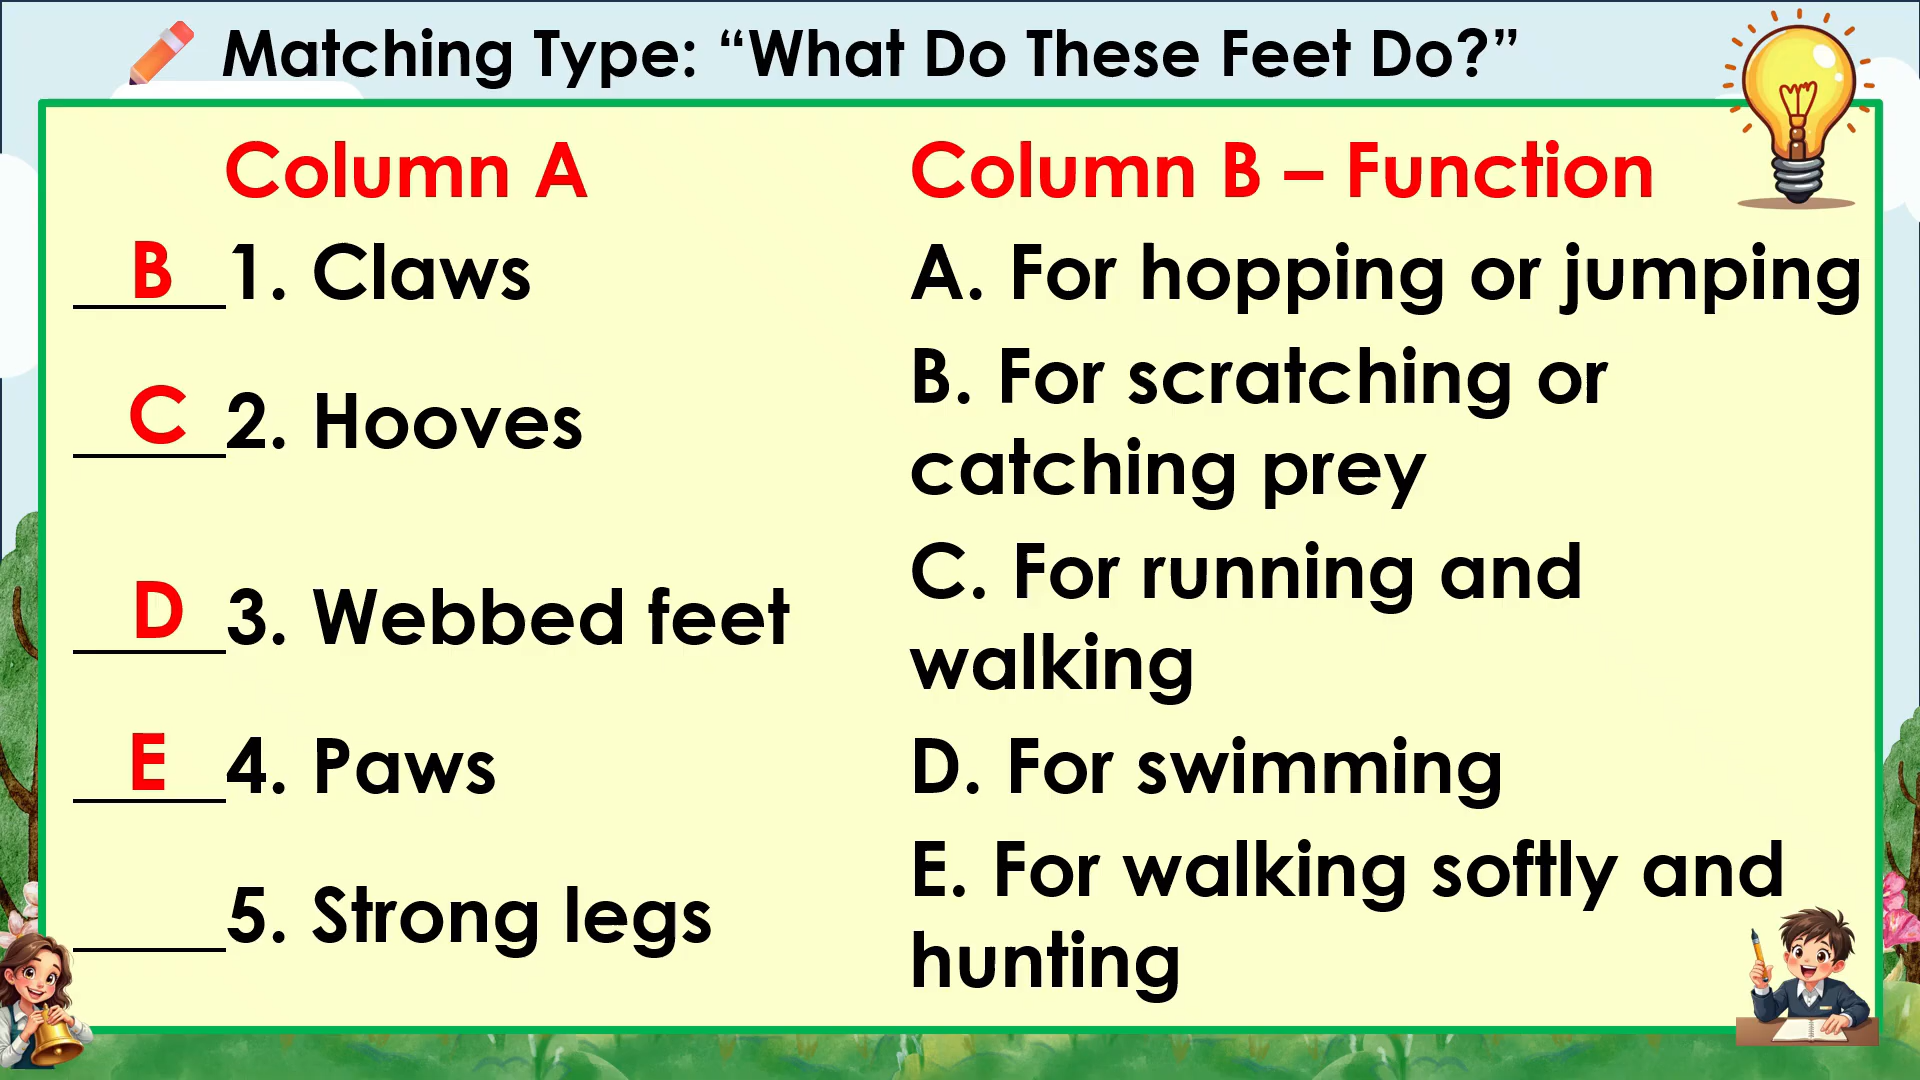 Matching Type: “What Do These Feet Do?”
Column A
Column B – Function
B 1. Claws
A. For hopping or jumping
C 2. Hooves
B. For scratching or
catching prey
D 3. Webbed feet
C. For running and
walking
E 4. Paws
D. For swimming
_____5. Strong legs
E. For walking softly and
hunting